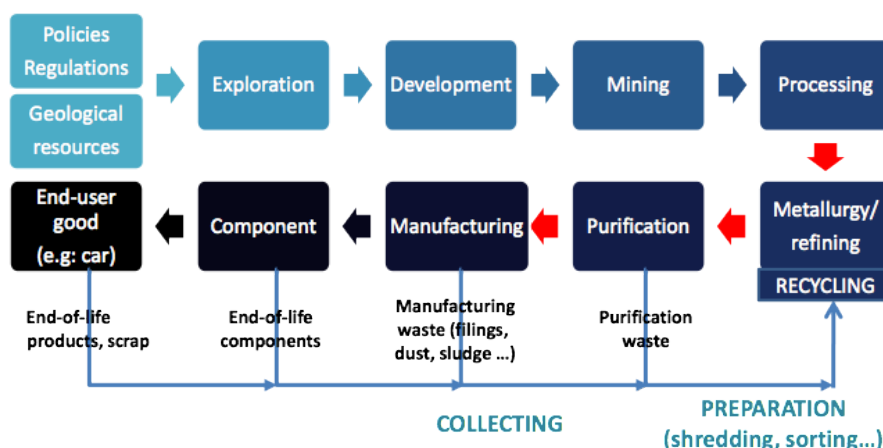 Policies
Regulations
Geological
resources
Exploration
Development
Mining
Processing
End-user
good
(e.g: car)
Component
Manufacturing
Purification
Metallurgy/
refining
RECYCLING
End-of-life
products, scrap
End-of-life
components
Manufacturing
waste (filings,
dust, sludge ...)
Purification
waste
COLLECTING
PREPARATION
(shredding, sorting...)